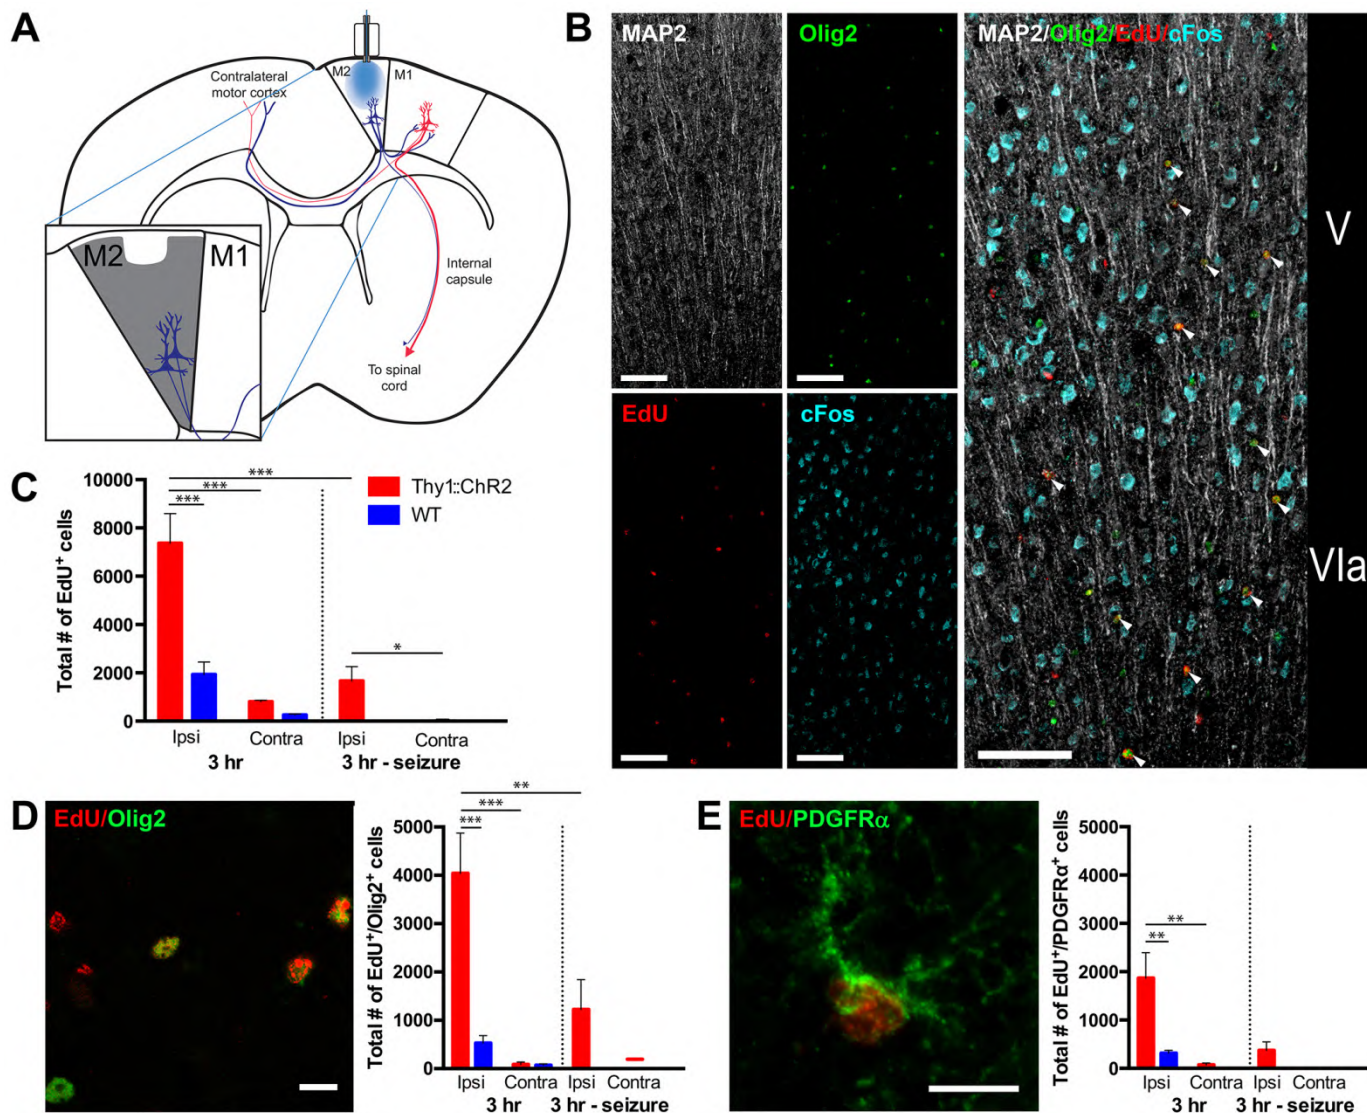 A
Contralateral
motor cortex
M2
M1
M2
M1
Internal
capsule
To spinal
cord
B
MAP2
Olig2
MAP2/Olig2/EdU/cFos
EdU
cFos
V
VIa
C
Total # of EdU+ cells
10000
8000
6000
4000
2000
0
***
***
***
*
Thy1::ChR2
WT
Ipsi
Contra
Ipsi
Contra
3 hr
3 hr - seizure
D
EdU/Olig2
Total # of EdU+/Olig2+ cells
5000
4000
3000
2000
1000
0
**
***
***
Ipsi
Contra
Ipsi
Contra
3 hr
3 hr - seizure
E
EdU/PDGFRα
Total # of EdU+/PDGFRα+ cells
5000
4000
3000
2000
1000
0
**
**
Ipsi
Contra
Ipsi
Contra
3 hr
3 hr - seizure